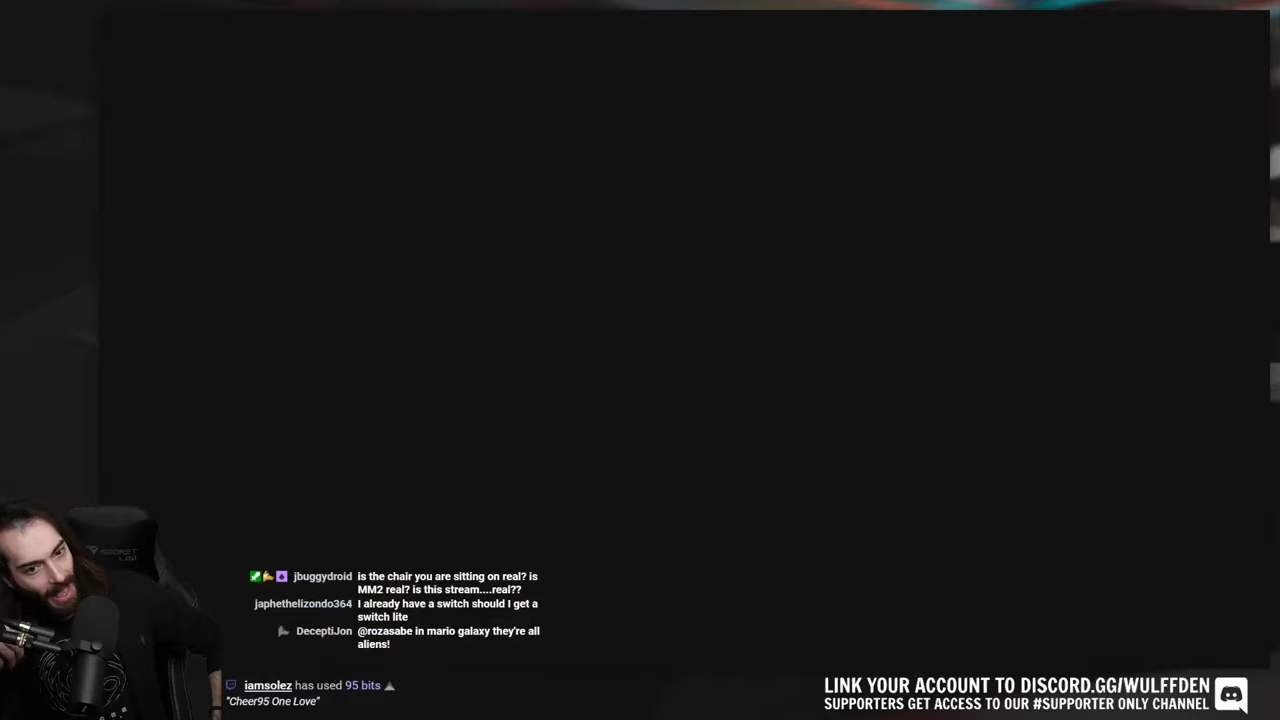 SECRET
LAB
jbuggydroid is the chair you are sitting on real? is
MM2 real? is this stream....real??
japhethelizondo364 I already have a switch should I get a
switch lite
DeceptiJon @rozasabe in mario galaxy they're all
aliens!
iamsolez has used 95 bits
"Cheer95 One Love"
LINK YOUR ACCOUNT TO DISCORD.GG/WULFFDEN
SUPPORTERS GET ACCESS TO OUR #SUPPORTER ONLY CHANNEL